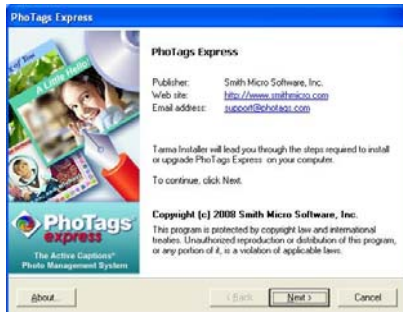 PhoTags Express
A Little Hello!
PhoTags Express
Publisher: Smith Micro Software, Inc.
Web site: http://www.smithmicro.com
Email address: support@photags.com
Tarma Installer will lead you through the steps required to install
or upgrade PhoTags Express on your computer.
To continue, click Next.
Copyright (c) 2008 Smith Micro Software, Inc.
This program is protected by copyright law and international
treaties. Unauthorized reproduction or distribution of this program,
or any portion of it, is a violation of applicable laws.
PhoTags
express
The Active Captions®
Photo Management System
About...
< Back
Next >
Cancel